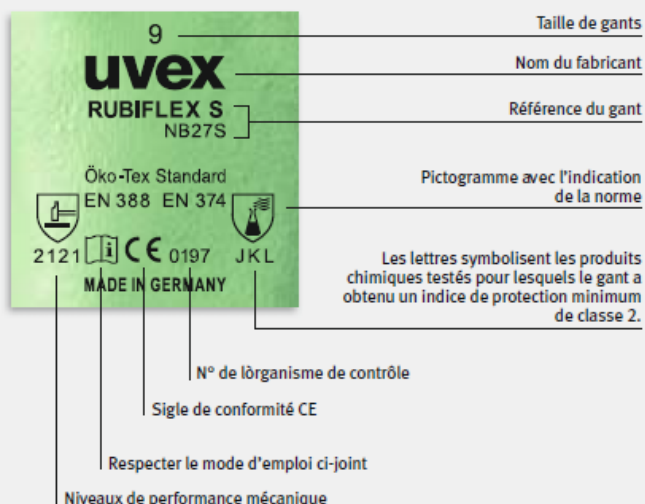 9
uvex
RUBIFLEX S
NB27S
Öko-Tex Standard
EN 388 EN 374
2121 i CE 0197 JKL
MADE IN GERMANY
Taille de gants
Nom du fabricant
Référence du gant
Pictogramme avec l'indication
de la norme
Les lettres symbolisent les produits
chimiques testés pour lesquels le gant a
obtenu un indice de protection minimum
de classe 2.
N° de lòrganisme de contrôle
Sigle de conformité CE
Respecter le mode d'emploi ci-joint
Niveaux de performance mécanique